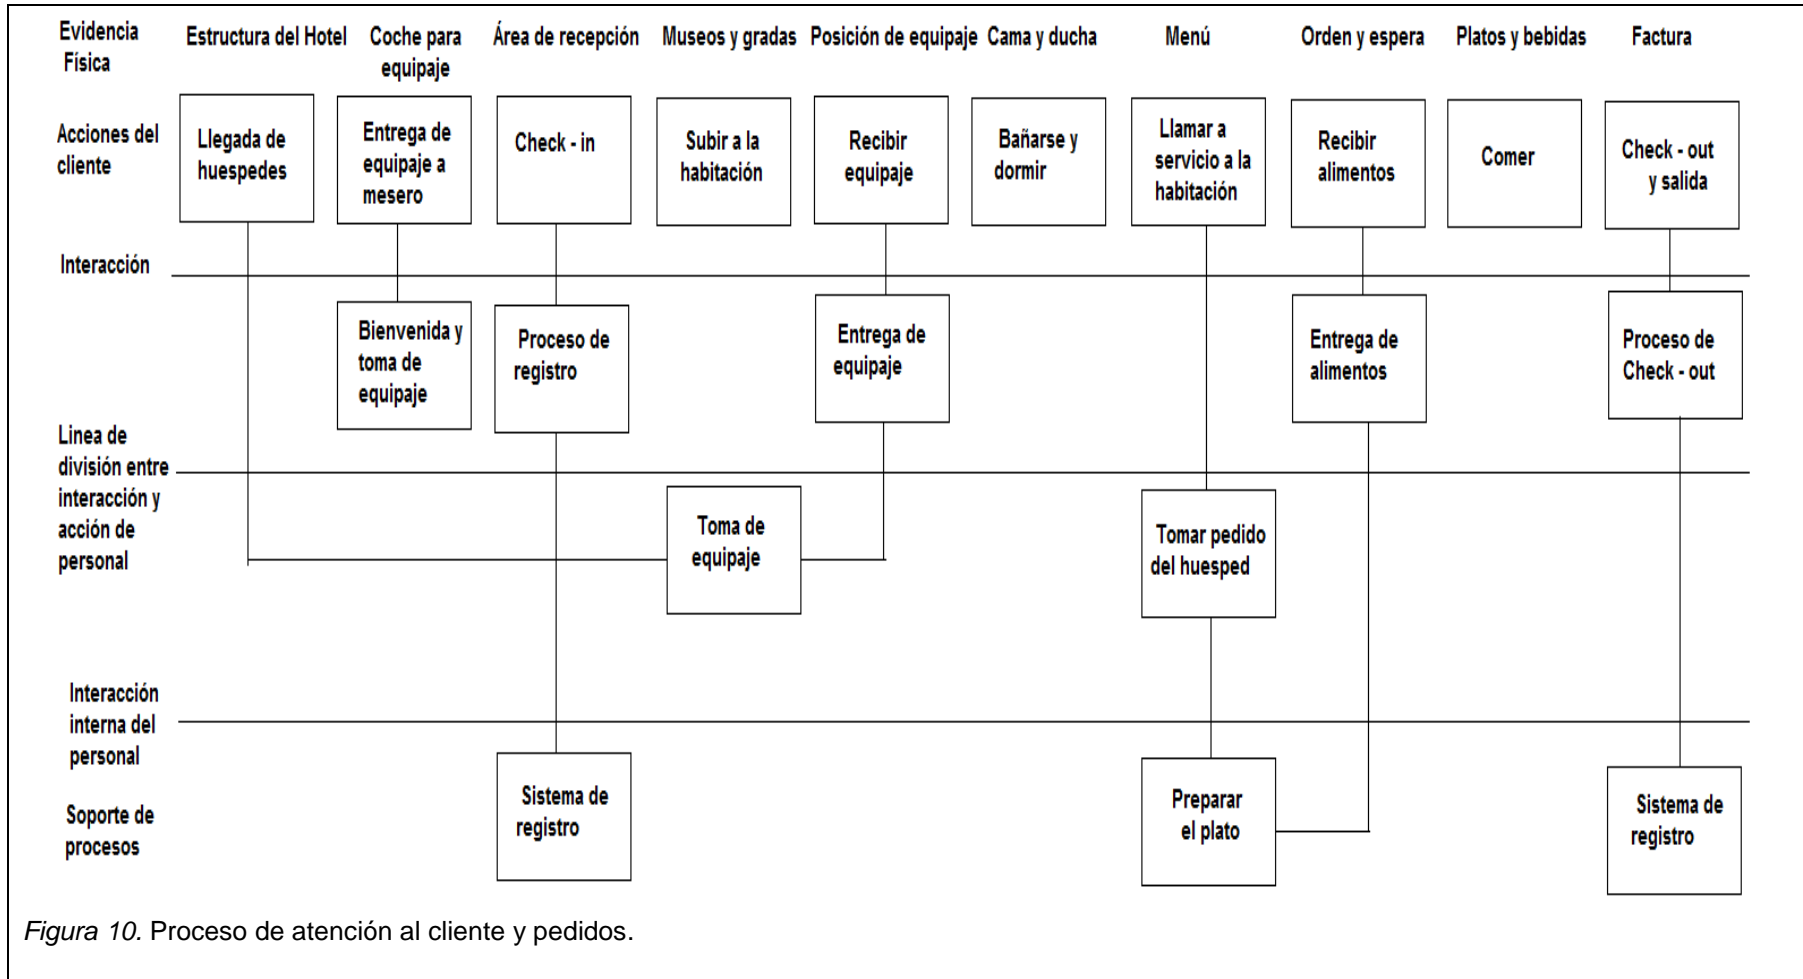 Evidencia
Física
Estructura del Hotel
Coche para
equipaje
Área de recepción
Museos y gradas
Posición de equipaje
Cama y ducha
Menú
Orden y espera
Platos y bebidas
Factura
Acciones del
cliente
Llegada de
huespedes
Entrega de
equipaje a
mesero
Check - in
Subir a la
habitación
Recibir
equipaje
Bañarse y
dormir
Llamar a
servicio a la
habitación
Recibir
alimentos
Comer
Check - out
y salida
Interacción
Bienvenida y
toma de
equipaje
Proceso de
registro
Entrega de
equipaje
Entrega de
alimentos
Proceso de
Check - out
Linea de
división entre
interacción y
acción de
personal
Toma de
equipaje
Tomar pedido
del huesped
Interacción
interna del
personal
Soporte de
procesos
Sistema de
registro
Preparar
el plato
Sistema de
registro
Figura 10. Proceso de atención al cliente y pedidos.